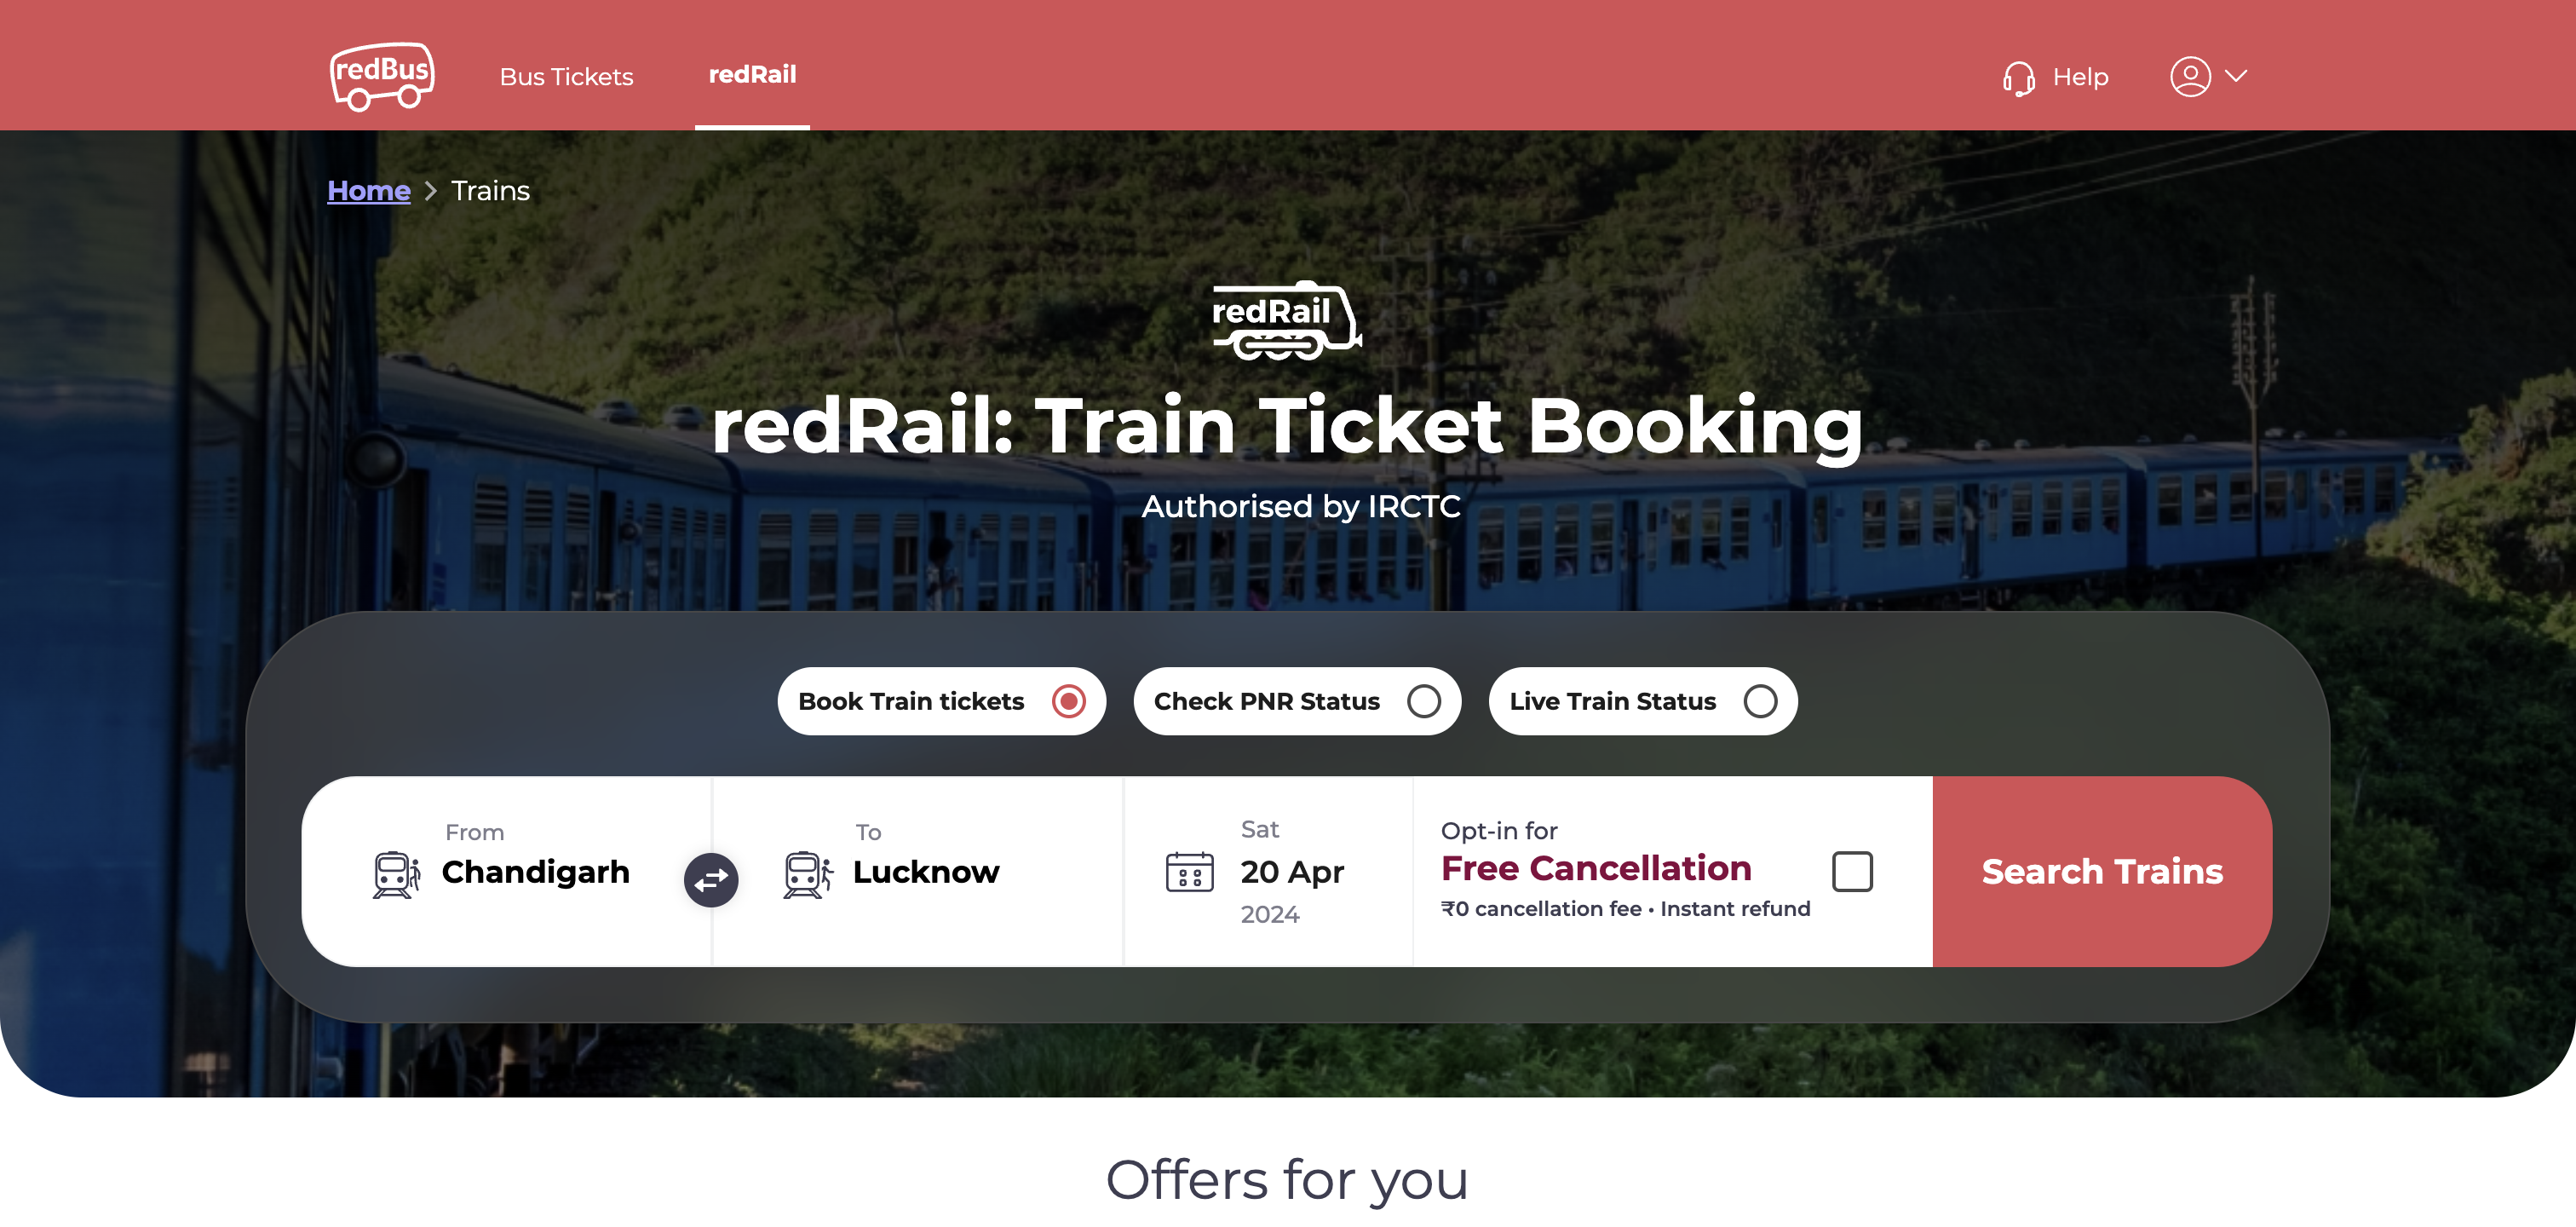 redBus
Bus Tickets
redRail
Help
Home
Trains
redRail
redRail: Train Ticket Booking
Authorised by IRCTC
Book Train tickets
Check PNR Status
Live Train Status
From
Chandigarh
To
Lucknow
Sat
20 Apr
2024
Opt-in for
Free Cancellation
₹0 cancellation fee • Instant refund
Search Trains
Offers for you